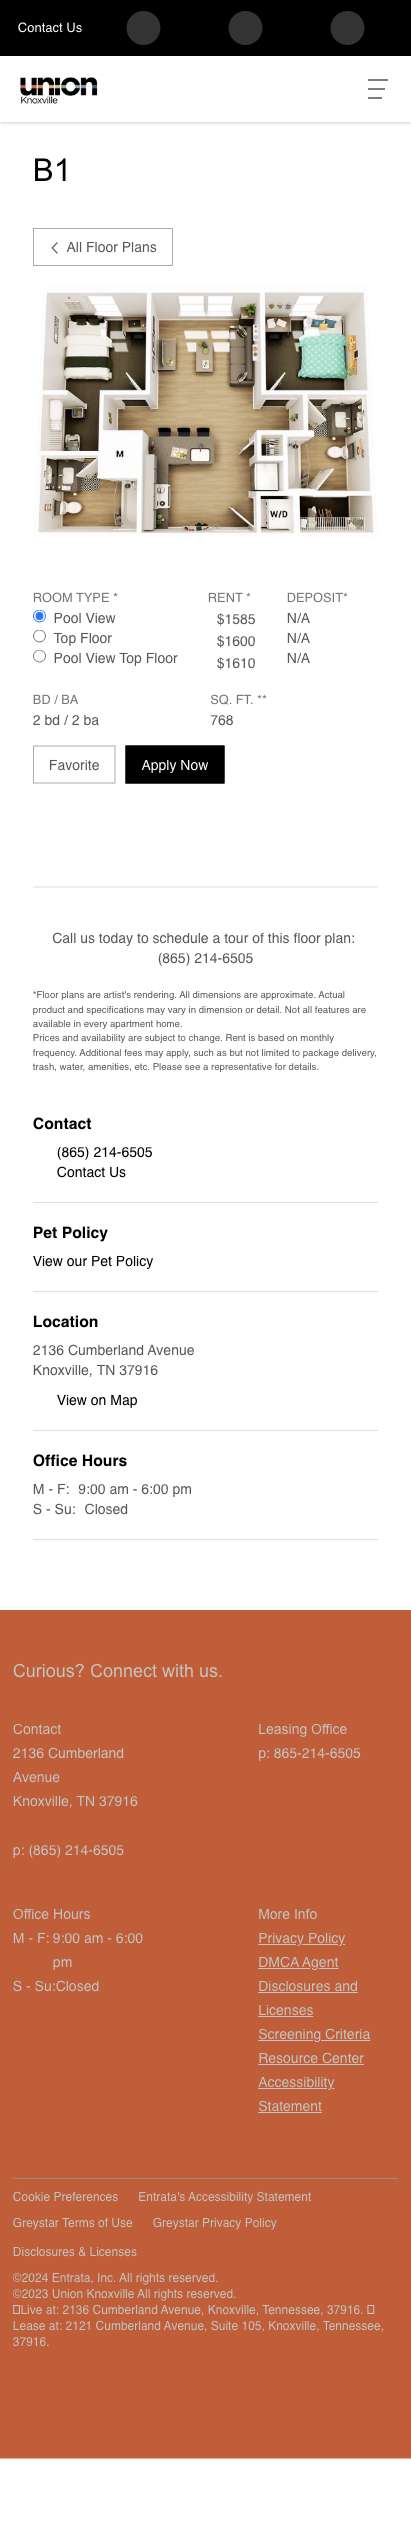 Contact Us
union
Knoxville
B1
All Floor Plans
M
W/D
ROOM TYPE * RENT * DEPOSIT*
Pool View $1585 N/A
Top Floor $1600 N/A
Pool View Top Floor $1610 N/A
BD / BA SQ. FT. **
2 bd / 2 ba 768
Favorite Apply Now
Call us today to schedule a tour of this floor plan:
(865) 214-6505
*Floor plans are artist's rendering. All dimensions are approximate. Actual
product and specifications may vary in dimension or detail. Not all features are
available in every apartment home.
Prices and availability are subject to change. Rent is based on monthly
frequency. Additional fees may apply, such as but not limited to package delivery,
trash, water, amenities, etc. Please see a representative for details.
Contact
(865) 214-6505
Contact Us
Pet Policy
View our Pet Policy
Location
2136 Cumberland Avenue
Knoxville, TN 37916
View on Map
Office Hours
M - F: 9:00 am - 6:00 pm
S - Su: Closed
Curious? Connect with us.
Contact
2136 Cumberland
Avenue
Knoxville, TN 37916
p: (865) 214-6505
Leasing Office
p: 865-214-6505
Office Hours
M - F: 9:00 am - 6:00
pm
S - Su:Closed
More Info
Privacy Policy
DMCA Agent
Disclosures and
Licenses
Screening Criteria
Resource Center
Accessibility
Statement
Cookie Preferences Entrata's Accessibility Statement
Greystar Terms of Use Greystar Privacy Policy
Disclosures & Licenses
©2024 Entrata, Inc. All rights reserved.
©2023 Union Knoxville All rights reserved.
Live at: 2136 Cumberland Avenue, Knoxville, Tennessee, 37916.
Lease at: 2121 Cumberland Avenue, Suite 105, Knoxville, Tennessee,
37916.